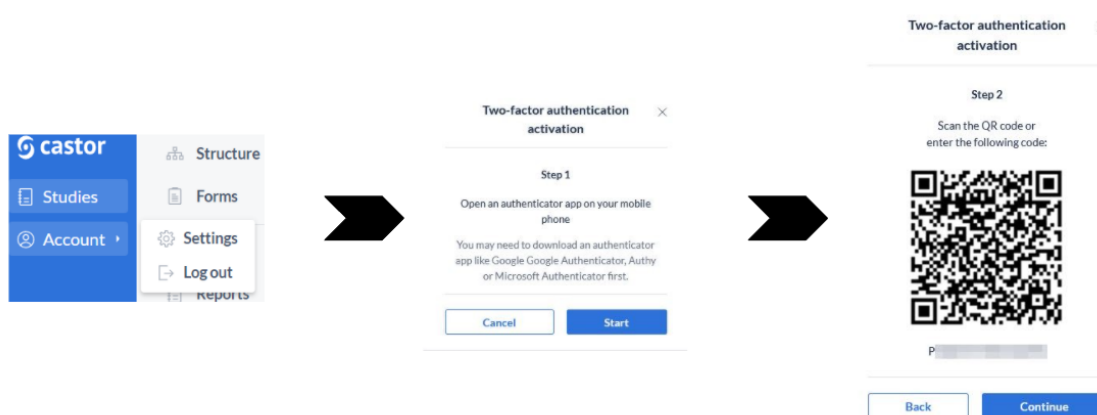 castor
Studies
Account
Structure
Forms
Settings
Log out
Reports
Two-factor authentication
activation
Step 1
Open an authenticator app on your mobile
phone
You may need to download an authenticator
app like Google Google Authenticator, Authy
or Microsoft Authenticator first.
Cancel
Start
Two-factor authentication
activation
Step 2
Scan the QR code or
enter the following code:
P
Back
Continue